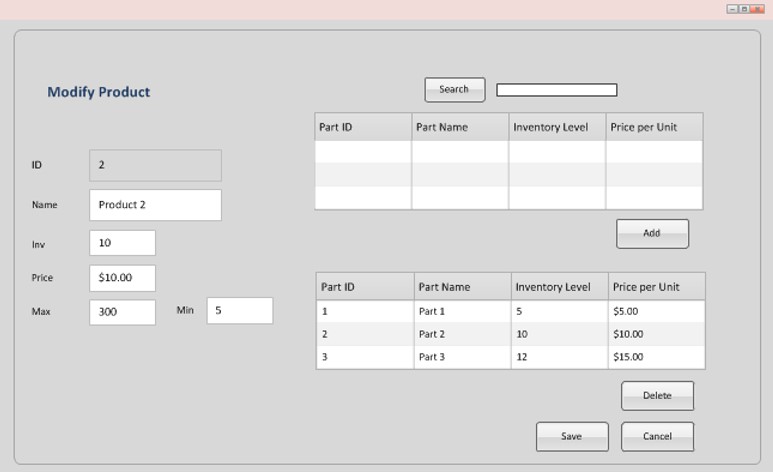 Modify Product
Search
Part ID Part Name Inventory Level Price per Unit
ID 2
Name Product 2
Inv 10
Price $10.00
Max 300 Min 5
Add
Part ID Part Name Inventory Level Price per Unit
1 Part 1 5 $5.00
2 Part 2 10 $10.00
3 Part 3 12 $15.00
Delete
Save Cancel